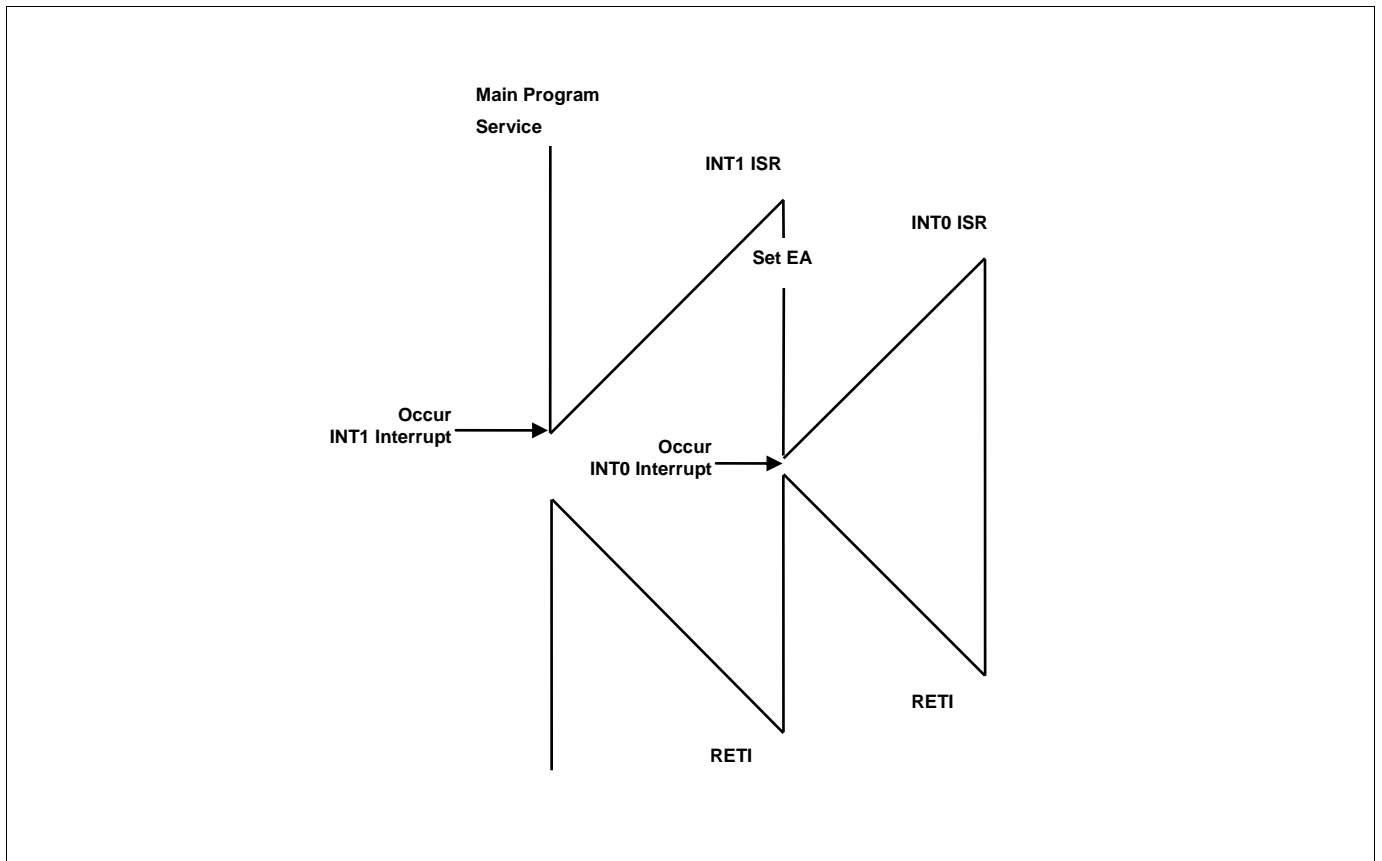 Main Program
Service
INT1 ISR
INT0 ISR
Set EA
Occur
INT1 Interrupt
Occur
INT0 Interrupt
RETI
RETI